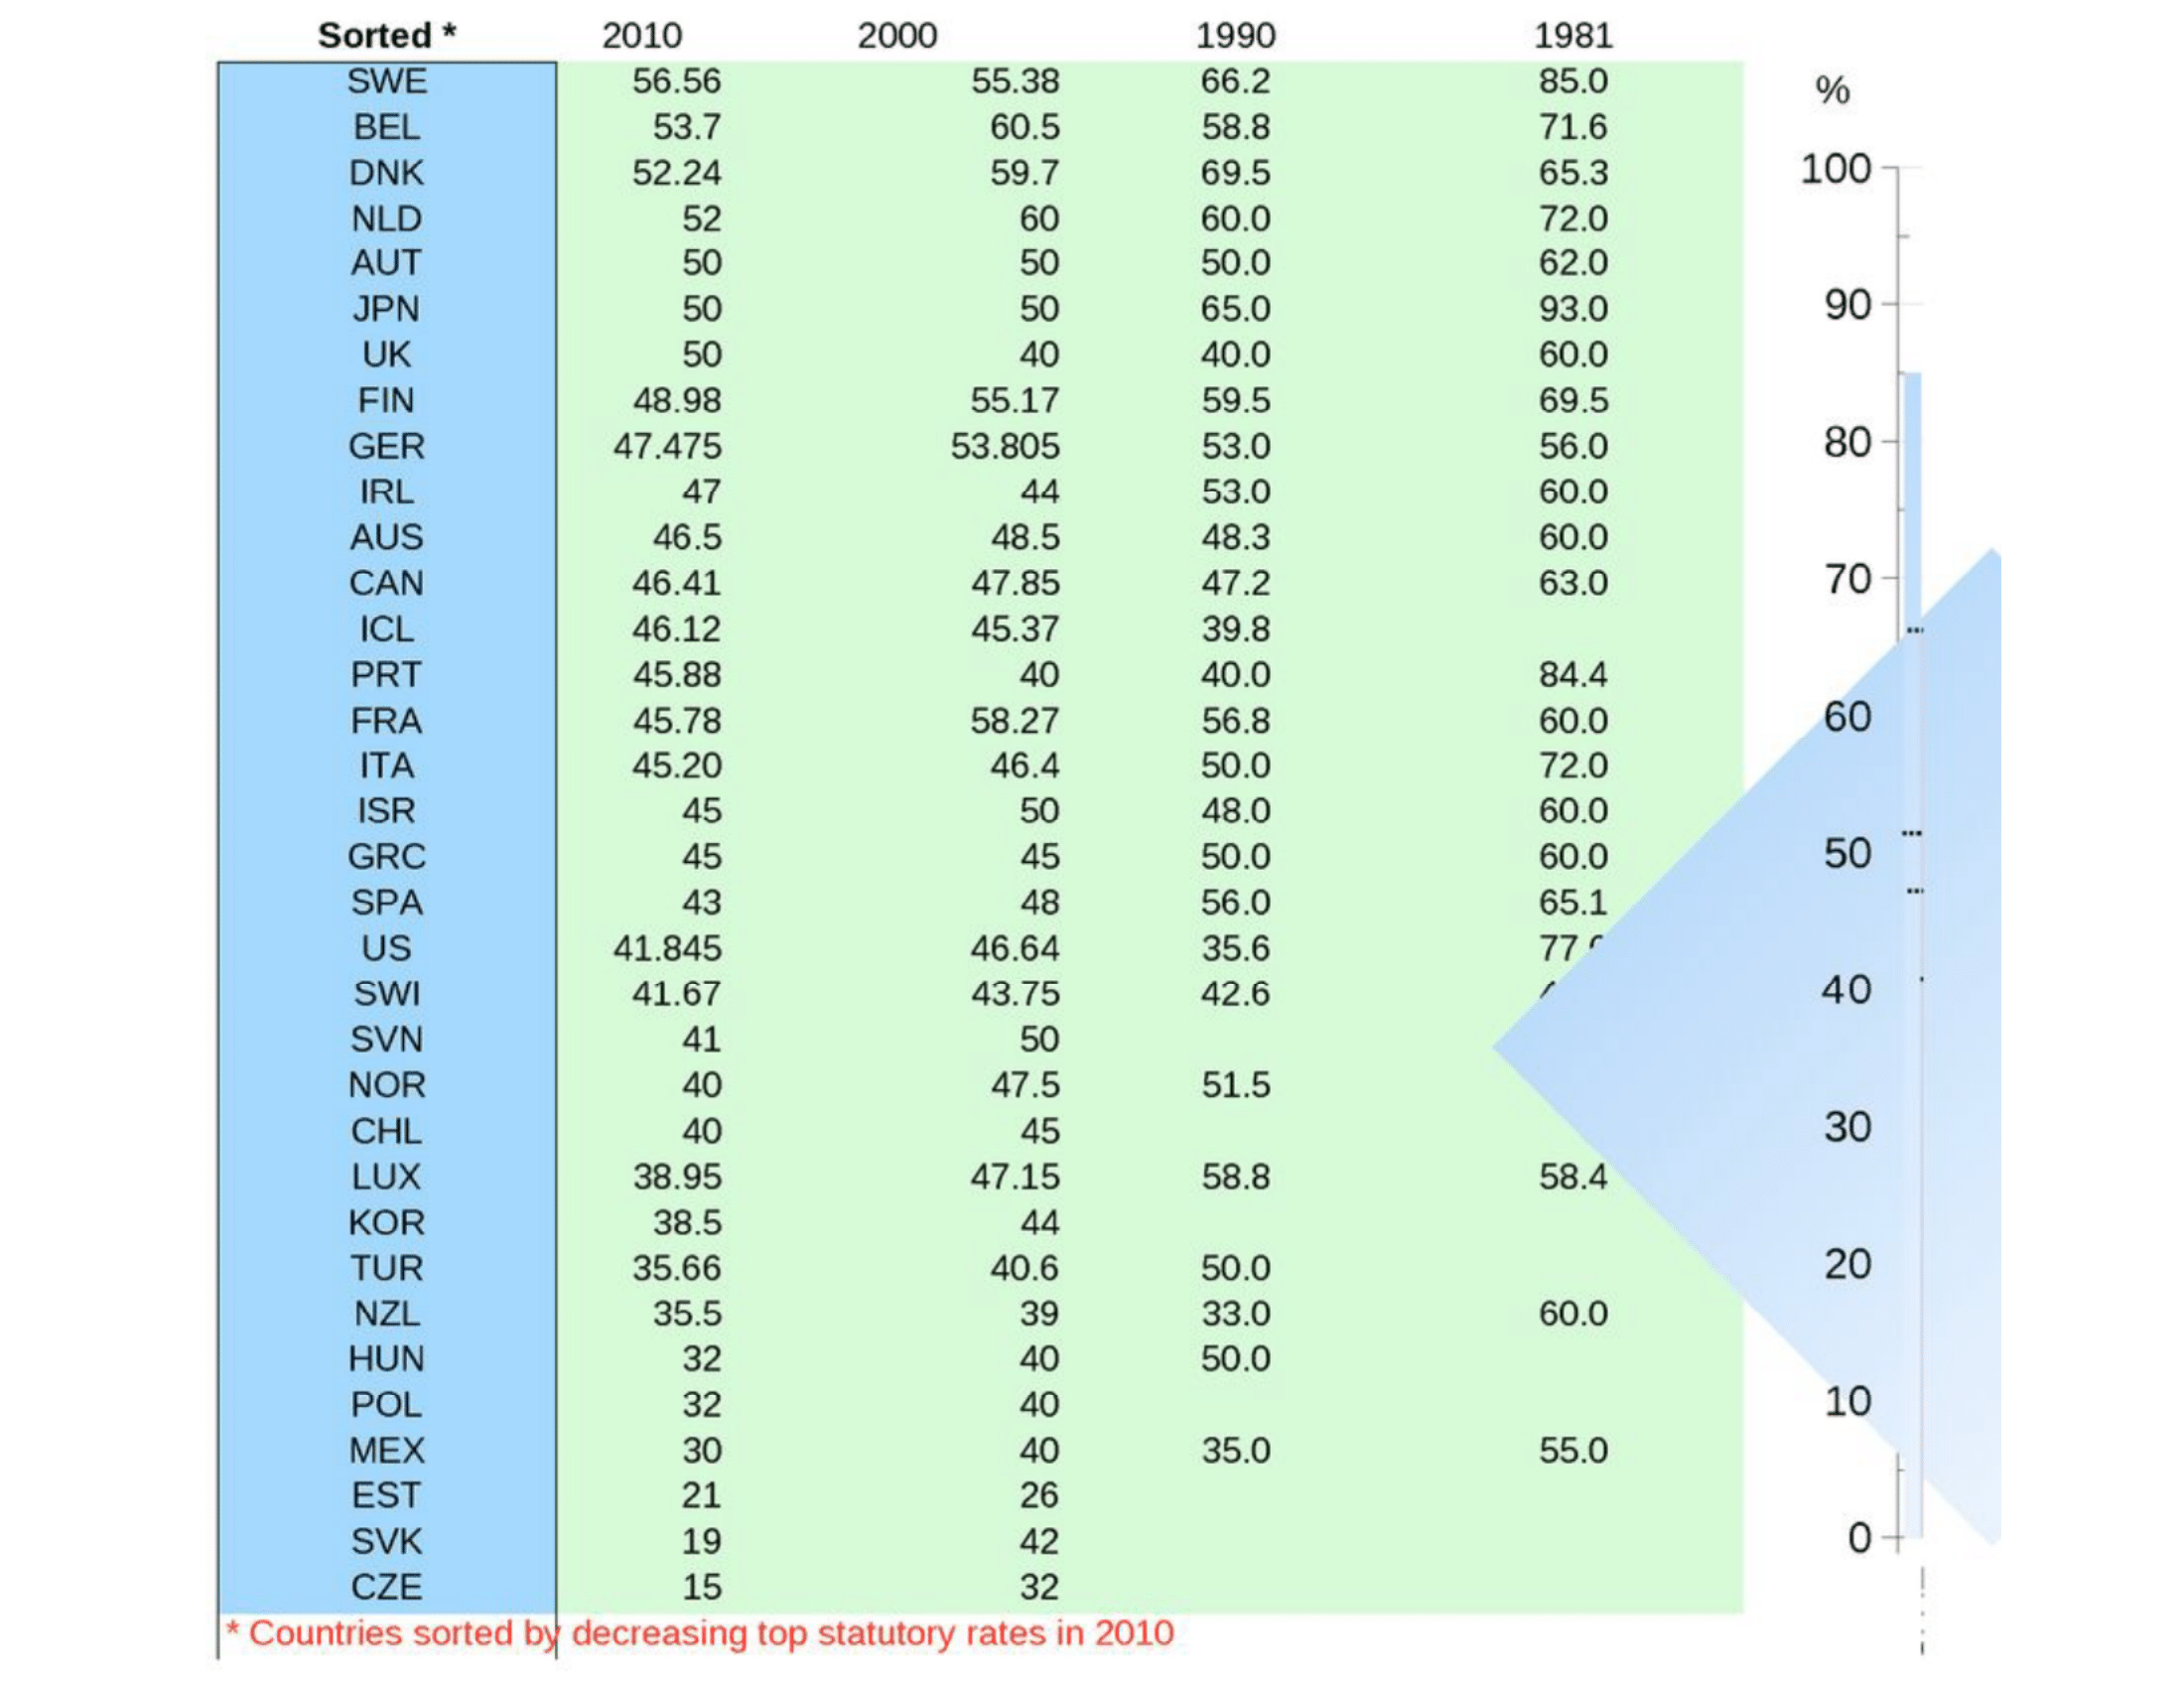 Sorted * 2010 2000 1990 1981
SWE 56.56 55.38 66.2 85.0
BEL 53.7 60.5 58.8 71.6
DNK 52.24 59.7 69.5 65.3
NLD 52 60 60.0 72.0
AUT 50 50 50.0 62.0
JPN 50 50 65.0 93.0
UK 50 40 40.0 60.0
FIN 48.98 55.17 59.5 69.5
GER 47.475 53.805 53.0 56.0
IRL 47 44 53.0 60.0
AUS 46.5 48.5 48.3 60.0
CAN 46.41 47.85 47.2 63.0
ICL 46.12 45.37 39.8
PRT 45.88 40 40.0 84.4
FRA 45.78 58.27 56.8 60.0
ITA 45.20 46.4 50.0 72.0
ISR 45 50 48.0 60.0
GRC 45 45 50.0 60.0
SPA 43 48 56.0 65.1
US 41.845 46.64 35.6
SWI 41.67 43.75 42.6
SVN 41 50
NOR 40 47.5 51.5
CHL 40 45
LUX 38.95 47.15 58.8 58.4
KOR 38.5 44
TUR 35.66 40.6 50.0
NZL 35.5 39 33.0 60.0
HUN 32 40 50.0
POL 32 40
MEX 30 40 35.0 55.0
EST 21 26
SVK 19 42
CZE 15 32
* Countries sorted by decreasing top statutory rates in 2010
%
100
90
80
70
60
50
40
30
20
10
0